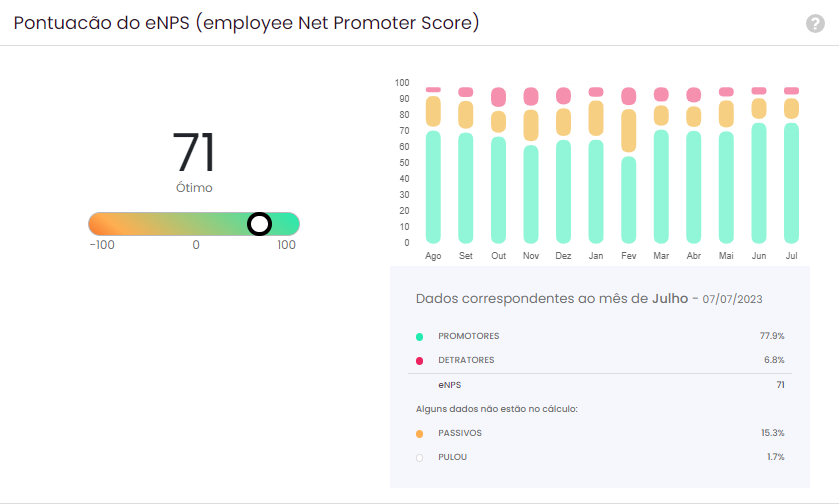 Pontuacão do eNPS (employee Net Promoter Score)
?
71
Ótimo
-100 0 100
100
90
80
70
60
50
40
30
20
10
0
Ago Set Out Nov Dez Jan Fev Mar Abr Mai Jun Jul
Dados correspondentes ao mês de Julho - 07/07/2023
PROMOTORES 77.9%
DETRATORES 6.8%
eNPS 71
Alguns dados não estão no cálculo:
PASSIVOS 15.3%
PULOU 1.7%